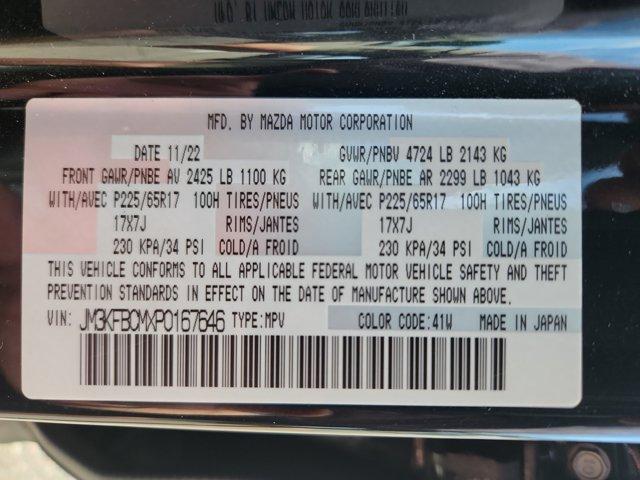 MFD. BY MAZDA MOTOR CORPORATION
DATE 11/22 GVWR/PNBV 4724 LB 2143 KG
FRONT GAWR/PNBE AV 2425 LB 1100 KG REAR GAWR/PNBE AR 2299 LB 1043 KG
WITH/AVEC P225/65R17 100H TIRES/PNEUS WITH/AVEC P225/65R17 100H TIRES/PNEUS
17X7J RIMS/JANTES 17X7J RIMS/JANTES
230 KPA/34 PSI COLD/A FROID 230 KPA/34 PSI COLD/A FROID
THIS VEHICLE CONFORMS TO ALL APPLICABLE FEDERAL MOTOR VEHICLE SAFETY AND THEFT
PREVENTION STANDARDS IN EFFECT ON THE DATE OF MANUFACTURE SHOWN ABOVE.
VIN: JM3KFBCMXP0167646 TYPE:MPV COLOR CODE:41W MADE IN JAPAN